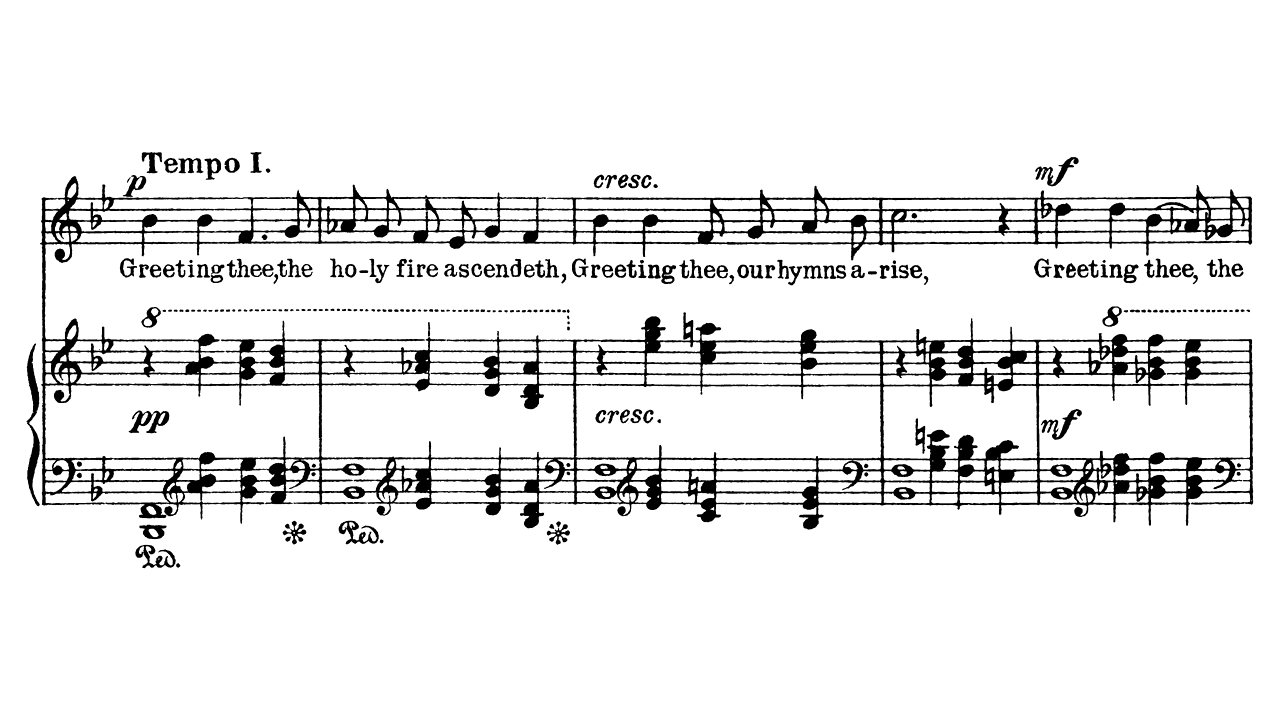 Tempo I.
p cresc. mf
Greeting thee, the ho-ly fire ascendeth, Greeting thee, our hymns a-rise, Greeting thee, the
8 8
pp cresc. mf
Ped. Ped.